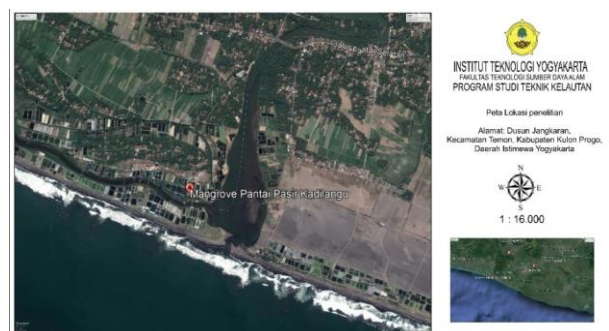 Mangrove Pantai Pasir Kadilangu
INSTITUT TEKNOLOGI YOGYAKARTA
FAKULTAS TEKNOLOGI SUMBER DAYA ALAM
PROGRAM STUDI TEKNIK KELAUTAN
Peta Lokasi penelitian
Alamat: Dusun Jangkaran,
Kecamatan Temon, Kabupaten Kulon Progo,
Daerah Istimewa Yogyakarta
N
W E
S
1 : 16.000